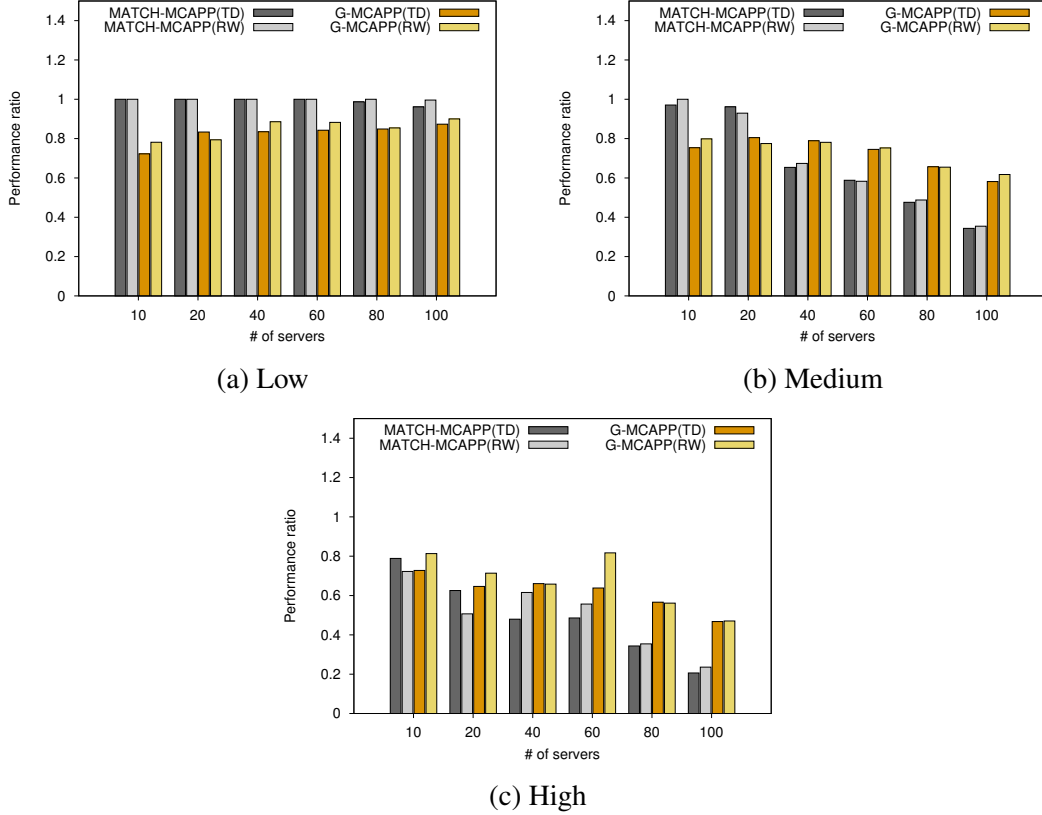 MATCH-MCAPP(TD) G-MCAPP(TD)
MATCH-MCAPP(RW) G-MCAPP(RW)
Performance ratio
1.4
1.2
1
0.8
0.6
0.4
0.2
0
10 20 40 60 80 100
# of servers
(a) Low
MATCH-MCAPP(TD) G-MCAPP(TD)
MATCH-MCAPP(RW) G-MCAPP(RW)
Performance ratio
1.4
1.2
1
0.8
0.6
0.4
0.2
0
10 20 40 60 80 100
# of servers
(b) Medium
MATCH-MCAPP(TD) G-MCAPP(TD)
MATCH-MCAPP(RW) G-MCAPP(RW)
Performance ratio
1.4
1.2
1
0.8
0.6
0.4
0.2
0
10 20 40 60 80 100
# of servers
(c) High